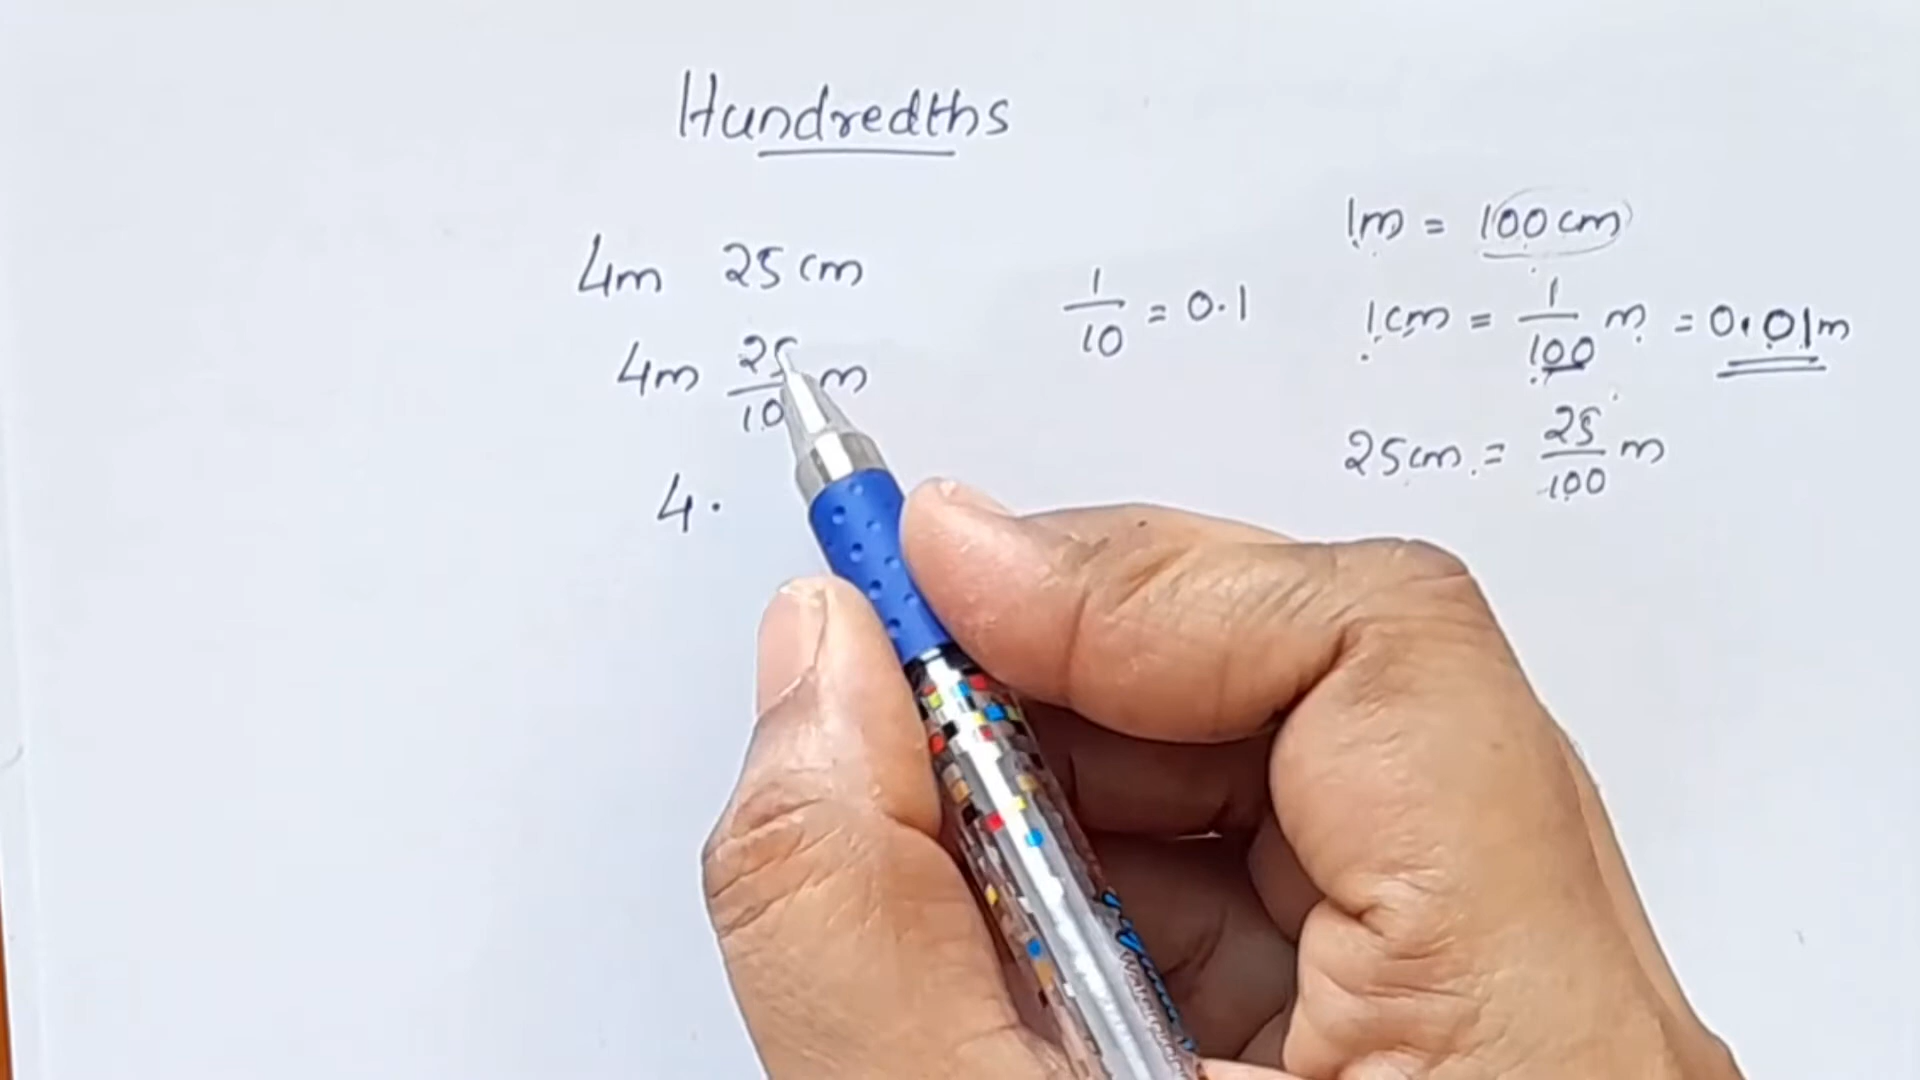 Hundredths
4m 25cm
4m 25/10 m
4.
1/10 = 0.1
1m = 100cm
1cm = 1/100 m = 0.01m
25cm = 25/100 m